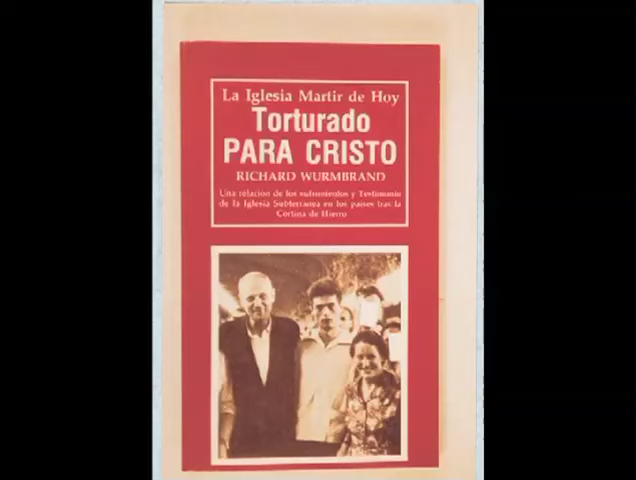 La Iglesia Martir de Hoy
Torturado
PARA CRISTO
RICHARD WURMBRAND
Una relacion de los sufrimientos y Testimonio
de la Iglesia Subterranea en los paises tras la
Cortina de Hierro